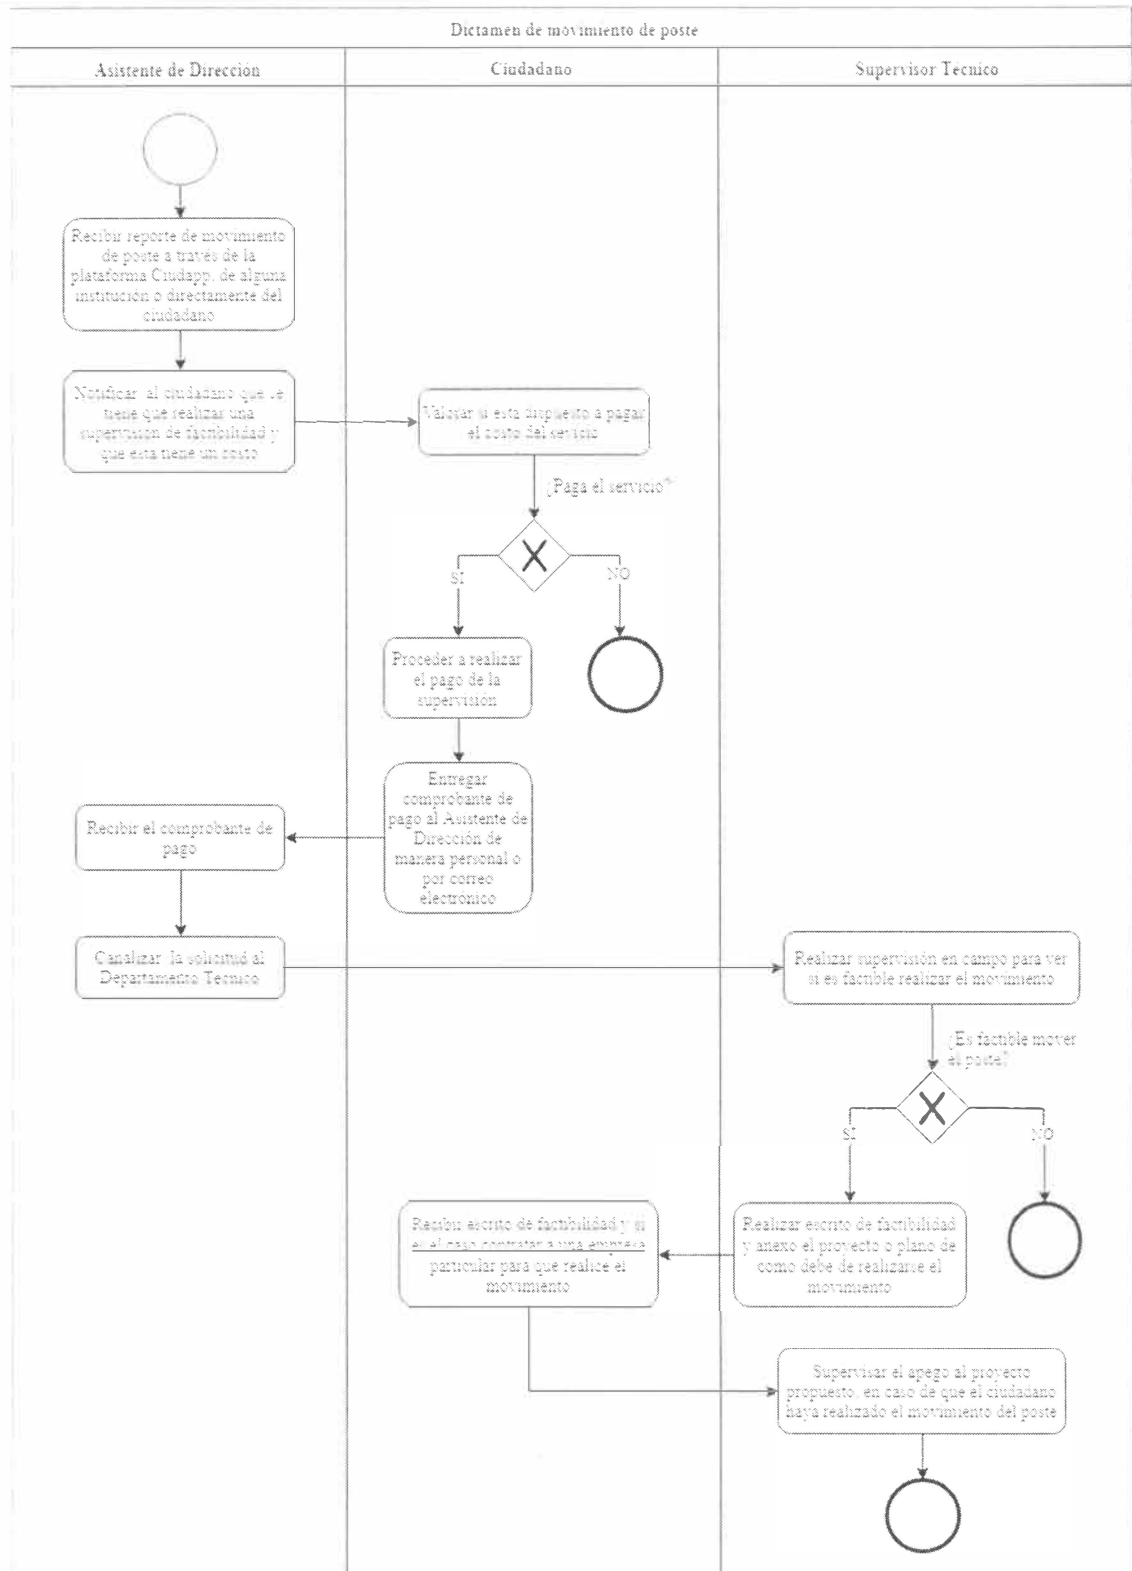 Dictamen de movimiento de poste
Asistente de Dirección
Ciudadano
Supervisor Técnico
Recibir reporte de movimiento
de poste a través de la
plataforma Ciudapp, de alguna
institución o directamente del
ciudadano
Notificar al ciudadano que se
tiene que realizar una
supervisión de factibilidad y
que esta tiene un costo
Valorar si esta dispuesto a pagar
el costo del sevicio
¿Paga el servicio?
SI
NO
Proceder a realizar
el pago de la
supervisión
Entregar
comprobante de
pago al Asistente de
Dirección de
manera personal o
por correo
electrónico
Recibir el comprobante de
pago
Canalizar la solicitud al
Departamento Técnico
Realizar supervisión en campo para ver
si es factible realizar el movimiento
¿Es factible mover
el poste?
SI
NO
Realizar escrito de factibilidad
y anexo el proyecto o plano de
como debe de realizarse el
movimiento
Recibir escrito de factibilidad y si
es el caso contratar a una empresa
particular para que realice el
movimiento
Supervisar el apego al proyecto
propuesto, en caso de que el ciudadano
haya realizado el movimiento del poste